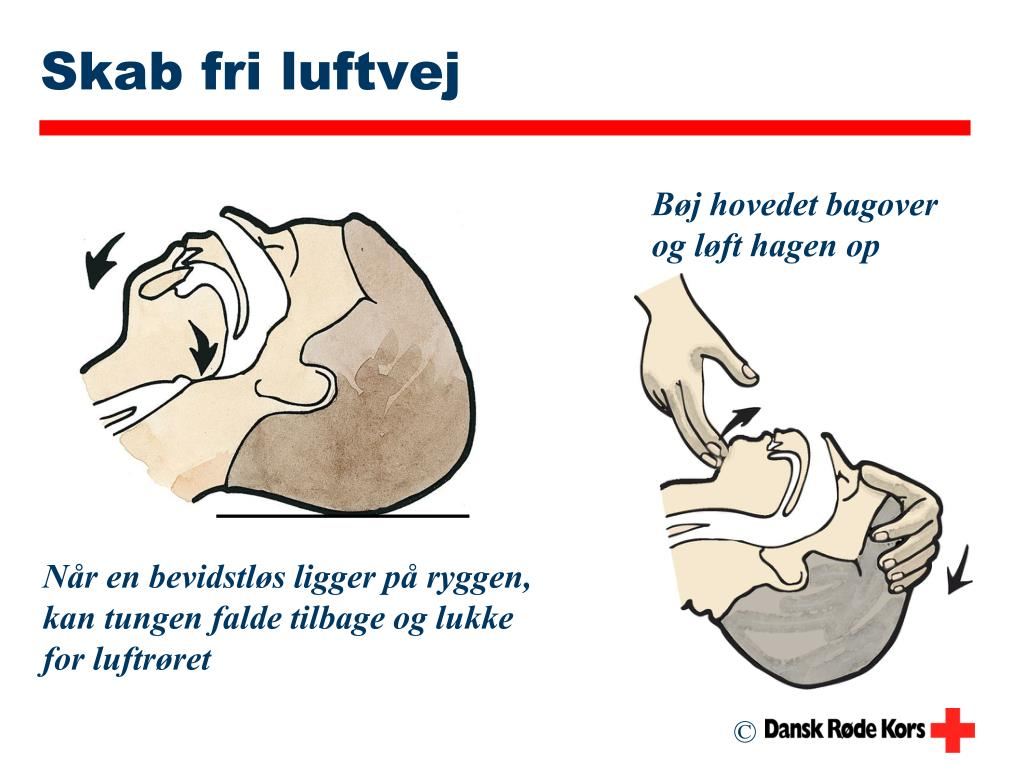 Skab fri luftvej
Bøj hovedet bagover
og løft hagen op
Når en bevidstløs ligger på ryggen,
kan tungen falde tilbage og lukke
for luftrøret
© Dansk Røde Kors